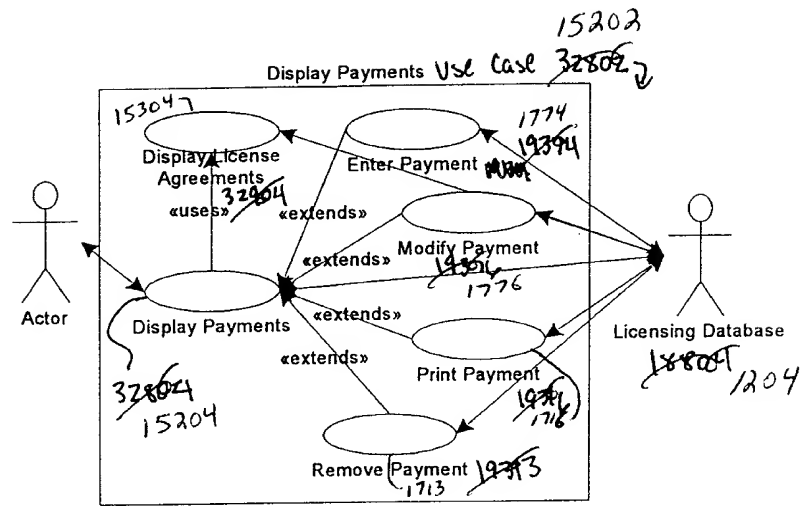 15202
Display Payments Use Case 32802
15304
1774
19394
Display License
Agreements
Enter Payment
32804
«uses»
«extends»
Modify Payment
«extends»
1776
Actor
Display Payments
«extends»
Licensing Database
«extends»
Print Payment
18804
1204
32804
15204
1716
Remove Payment 19393
1713